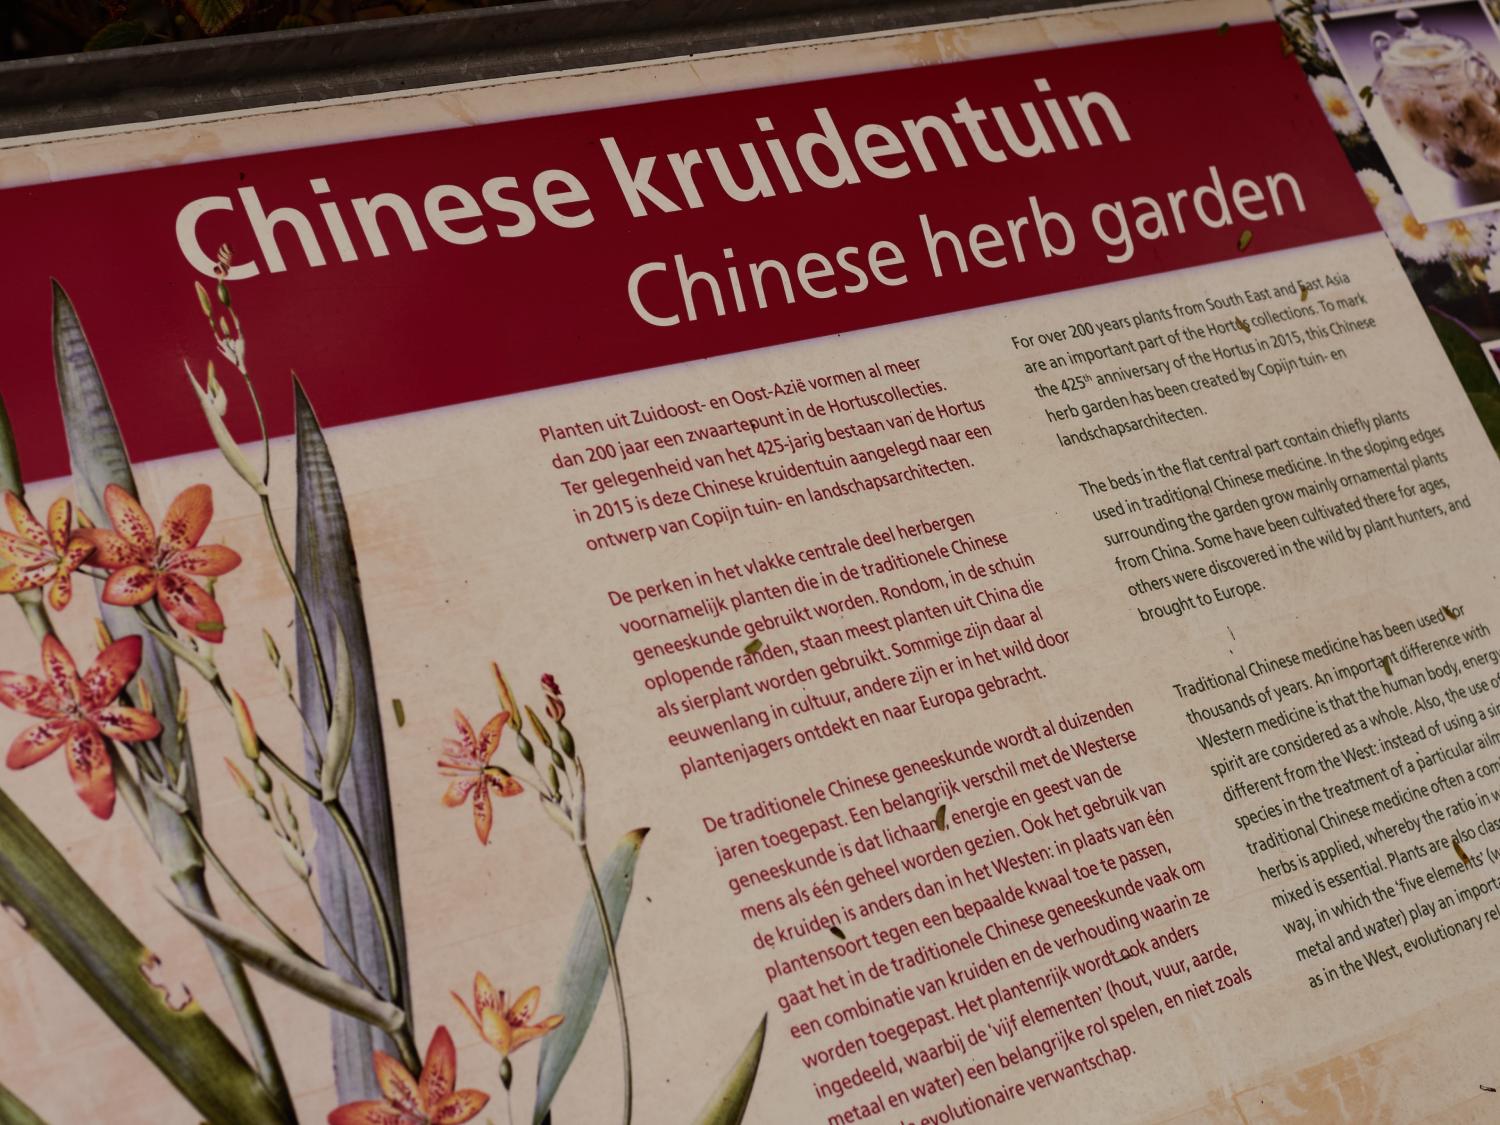 Chinese kruidentuin
Chinese herb garden
Planten uit Zuidoost- en Oost-Azië vormen al meer
dan 200 jaar een zwaartepunt in de Hortuscollecties.
Ter gelegenheid van het 425-jarig bestaan van de Hortus
in 2015 is deze Chinese kruidentuin aangelegd naar een
ontwerp van Copijn tuin- en landschapsarchitecten.
De perken in het vlakke centrale deel herbergen
voornamelijk planten die in de traditionele Chinese
geneeskunde gebruikt worden. Rondom, in de schuin
oplopende randen, staan meest planten uit China die
als sierplant worden gebruikt. Sommige zijn daar al
eeuwenlang in cultuur, andere zijn er in het wild door
plantenjagers ontdekt en naar Europa gebracht.
De traditionele Chinese geneeskunde wordt al duizenden
jaren toegepast. Een belangrijk verschil met de Westerse
geneeskunde is dat lichaam, energie en geest van de
mens als één geheel worden gezien. Ook het gebruik van
de kruiden is anders dan in het Westen: in plaats van één
plantensoort tegen een bepaalde kwaal toe te passen,
gaat het in de traditionele Chinese geneeskunde vaak om
een combinatie van kruiden en de verhouding waarin ze
worden toegepast. Het plantenrijk wordt ook anders
ingedeeld, waarbij de 'vijf elementen' (hout, vuur, aarde,
metaal en water) een belangrijke rol spelen, en niet zoals
evolutionaire verwantschap.
For over 200 years plants from South East and East Asia
are an important part of the Hortus collections. To mark
the 425th anniversary of the Hortus in 2015, this Chinese
herb garden has been created by Copijn tuin- en
landschapsarchitecten.
The beds in the flat central part contain chiefly plants
used in traditional Chinese medicine. In the sloping edges
surrounding the garden grow mainly ornamental plants
from China. Some have been cultivated there for ages,
others were discovered in the wild by plant hunters, and
brought to Europe.
Traditional Chinese medicine has been used for
thousands of years. An important difference with
Western medicine is that the human body, energy
spirit are considered as a whole. Also, the use of
different from the West: instead of using a sin
species in the treatment of a particular ailm
traditional Chinese medicine often a com
herbs is applied, whereby the ratio in w
mixed is essential. Plants are also class
way, in which the 'five elements' (w
metal and water) play an importa
as in the West, evolutionary rel